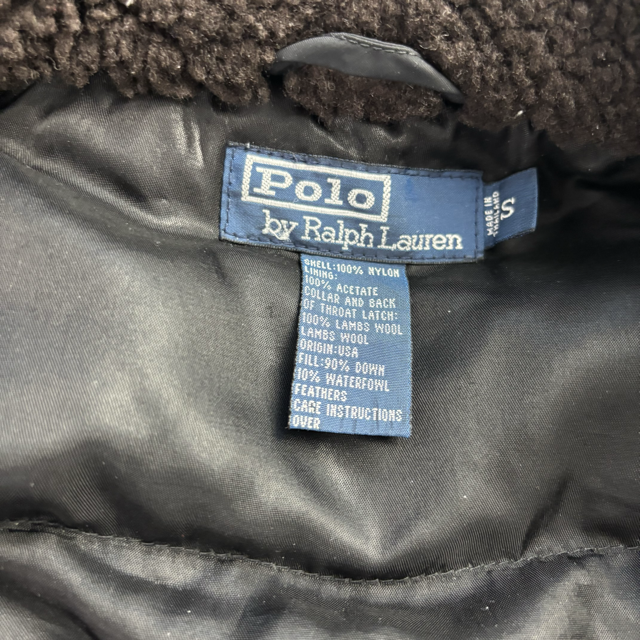 Polo
by Ralph Lauren
S
MADE IN
THAILAND
SHELL:100% NYLON
LINING:
100% ACETATE
COLLAR AND BACK
OF THROAT LATCH:
100% LAMBS WOOL
LAMBS WOOL
ORIGIN:USA
FILL:90% DOWN
10% WATERFOWL
FEATHERS
CARE INSTRUCTIONS
OVER